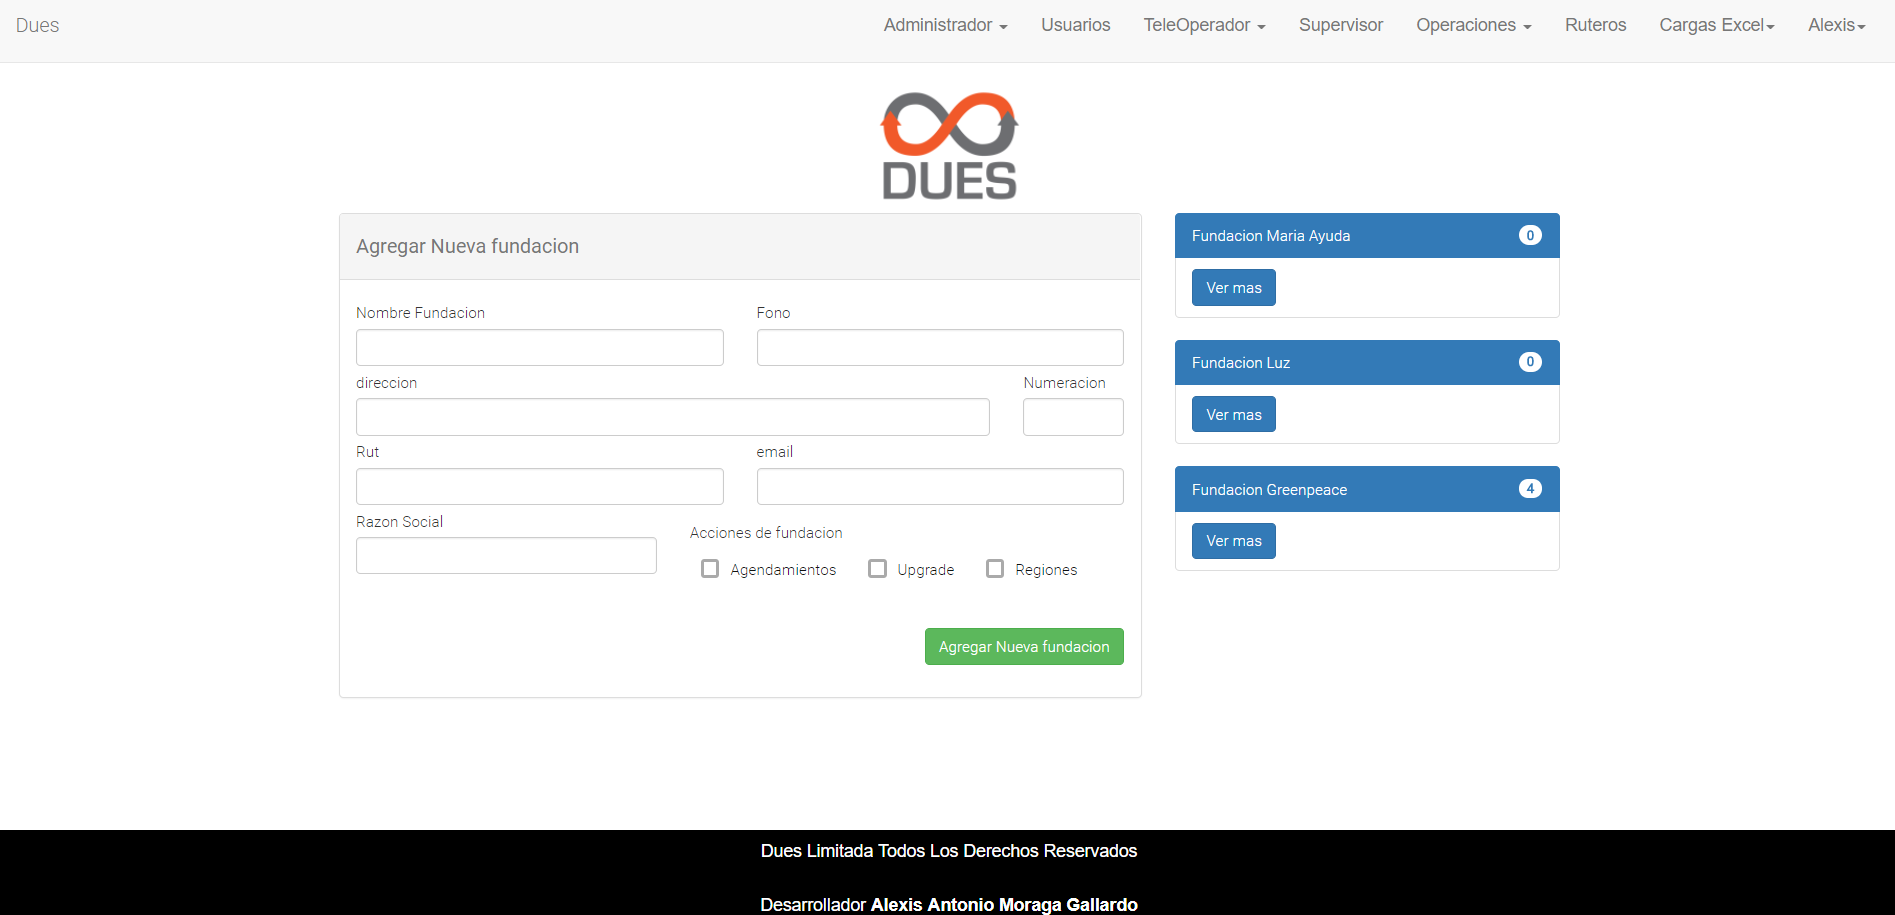 Dues Administrador Usuarios TeleOperador Supervisor Operaciones Ruteros Cargas Excel Alexis
DUES
Agregar Nueva fundacion
Nombre Fundacion Fono
direccion Numeracion
Rut email
Razon Social
Acciones de fundacion
Agendamientos Upgrade Regiones
Agregar Nueva fundacion
Fundacion Maria Ayuda 0
Ver mas
Fundacion Luz 0
Ver mas
Fundacion Greenpeace 4
Ver mas
Dues Limitada Todos Los Derechos Reservados
Desarrollador Alexis Antonio Moraga Gallardo